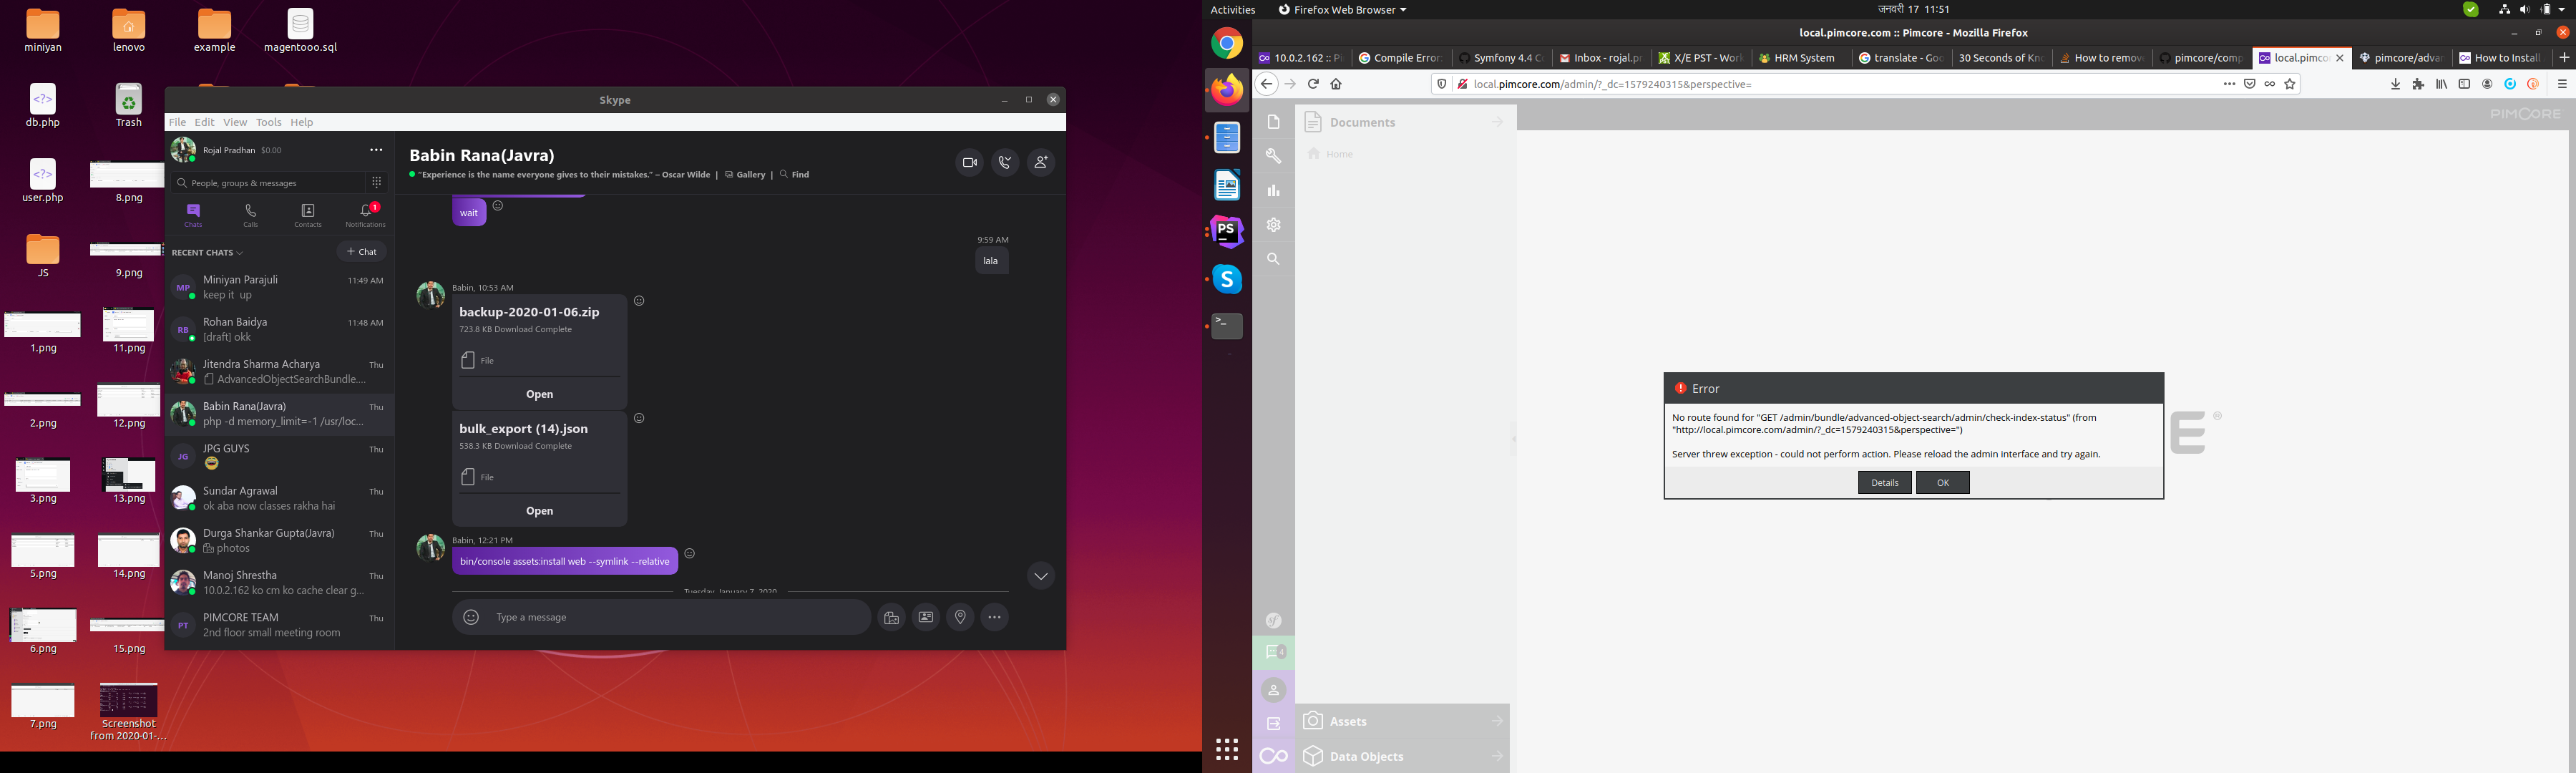 miniyan
lenovo
example
magentooo.sql
db.php
Trash
user.php
8.png
JS
9.png
1.png
11.png
2.png
12.png
3.png
13.png
5.png
14.png
6.png
15.png
7.png
Screenshot
from 2020-01-...
Skype
File Edit View Tools Help
Rojal Pradhan $0.00
People, groups & messages
Chats
Calls
Contacts
1
Notifications
RECENT CHATS
+ Chat
MP
Miniyan Parajuli 11:49 AM
keep it up
RB
Rohan Baidya 11:48 AM
[draft] okk
Jitendra Sharma Acharya Thu
AdvancedObjectSearchBundle....
Babin Rana(Javra) Thu
php -d memory_limit=-1 /usr/loc...
JG
JPG GUYS Thu
Sundar Agrawal Thu
ok aba now classes rakha hai
Durga Shankar Gupta(Javra) Thu
photos
Manoj Shrestha Thu
10.0.2.162 ko cm ko cache clear g...
PT
PIMCORE TEAM Thu
2nd floor small meeting room
Babin Rana(Javra)
"Experience is the name everyone gives to their mistakes." – Oscar Wilde | Gallery | Find
wait
9:59 AM
lala
Babin, 10:53 AM
backup-2020-01-06.zip
723.8 KB Download Complete
File
Open
bulk_export (14).json
538.3 KB Download Complete
File
Open
Babin, 12:21 PM
bin/console assets:install web --symlink --relative
Tuesday, January 7, 2020
Type a message
Activities
Firefox Web Browser
जनवरी 17 11:51
local.pimcore.com :: Pimcore - Mozilla Firefox
10.0.2.162 :: Pi
Compile Error:
Symfony 4.4 C
Inbox - rojal.pr
X/E PST - Work
HRM System
translate - Goo
30 Seconds of Kno
How to remov
pimcore/comp
local.pimcor
pimcore/advan
How to Install
local.pimcore.com/admin/?_dc=1579240315&perspective=
PS
S
>_
Documents
Home
PIMCORE
4
Assets
Data Objects
Error
No route found for "GET /admin/bundle/advanced-object-search/admin/check-index-status" (from
"http://local.pimcore.com/admin/?_dc=1579240315&perspective=")
Server threw exception - could not perform action. Please reload the admin interface and try again.
Details
OK
E ®